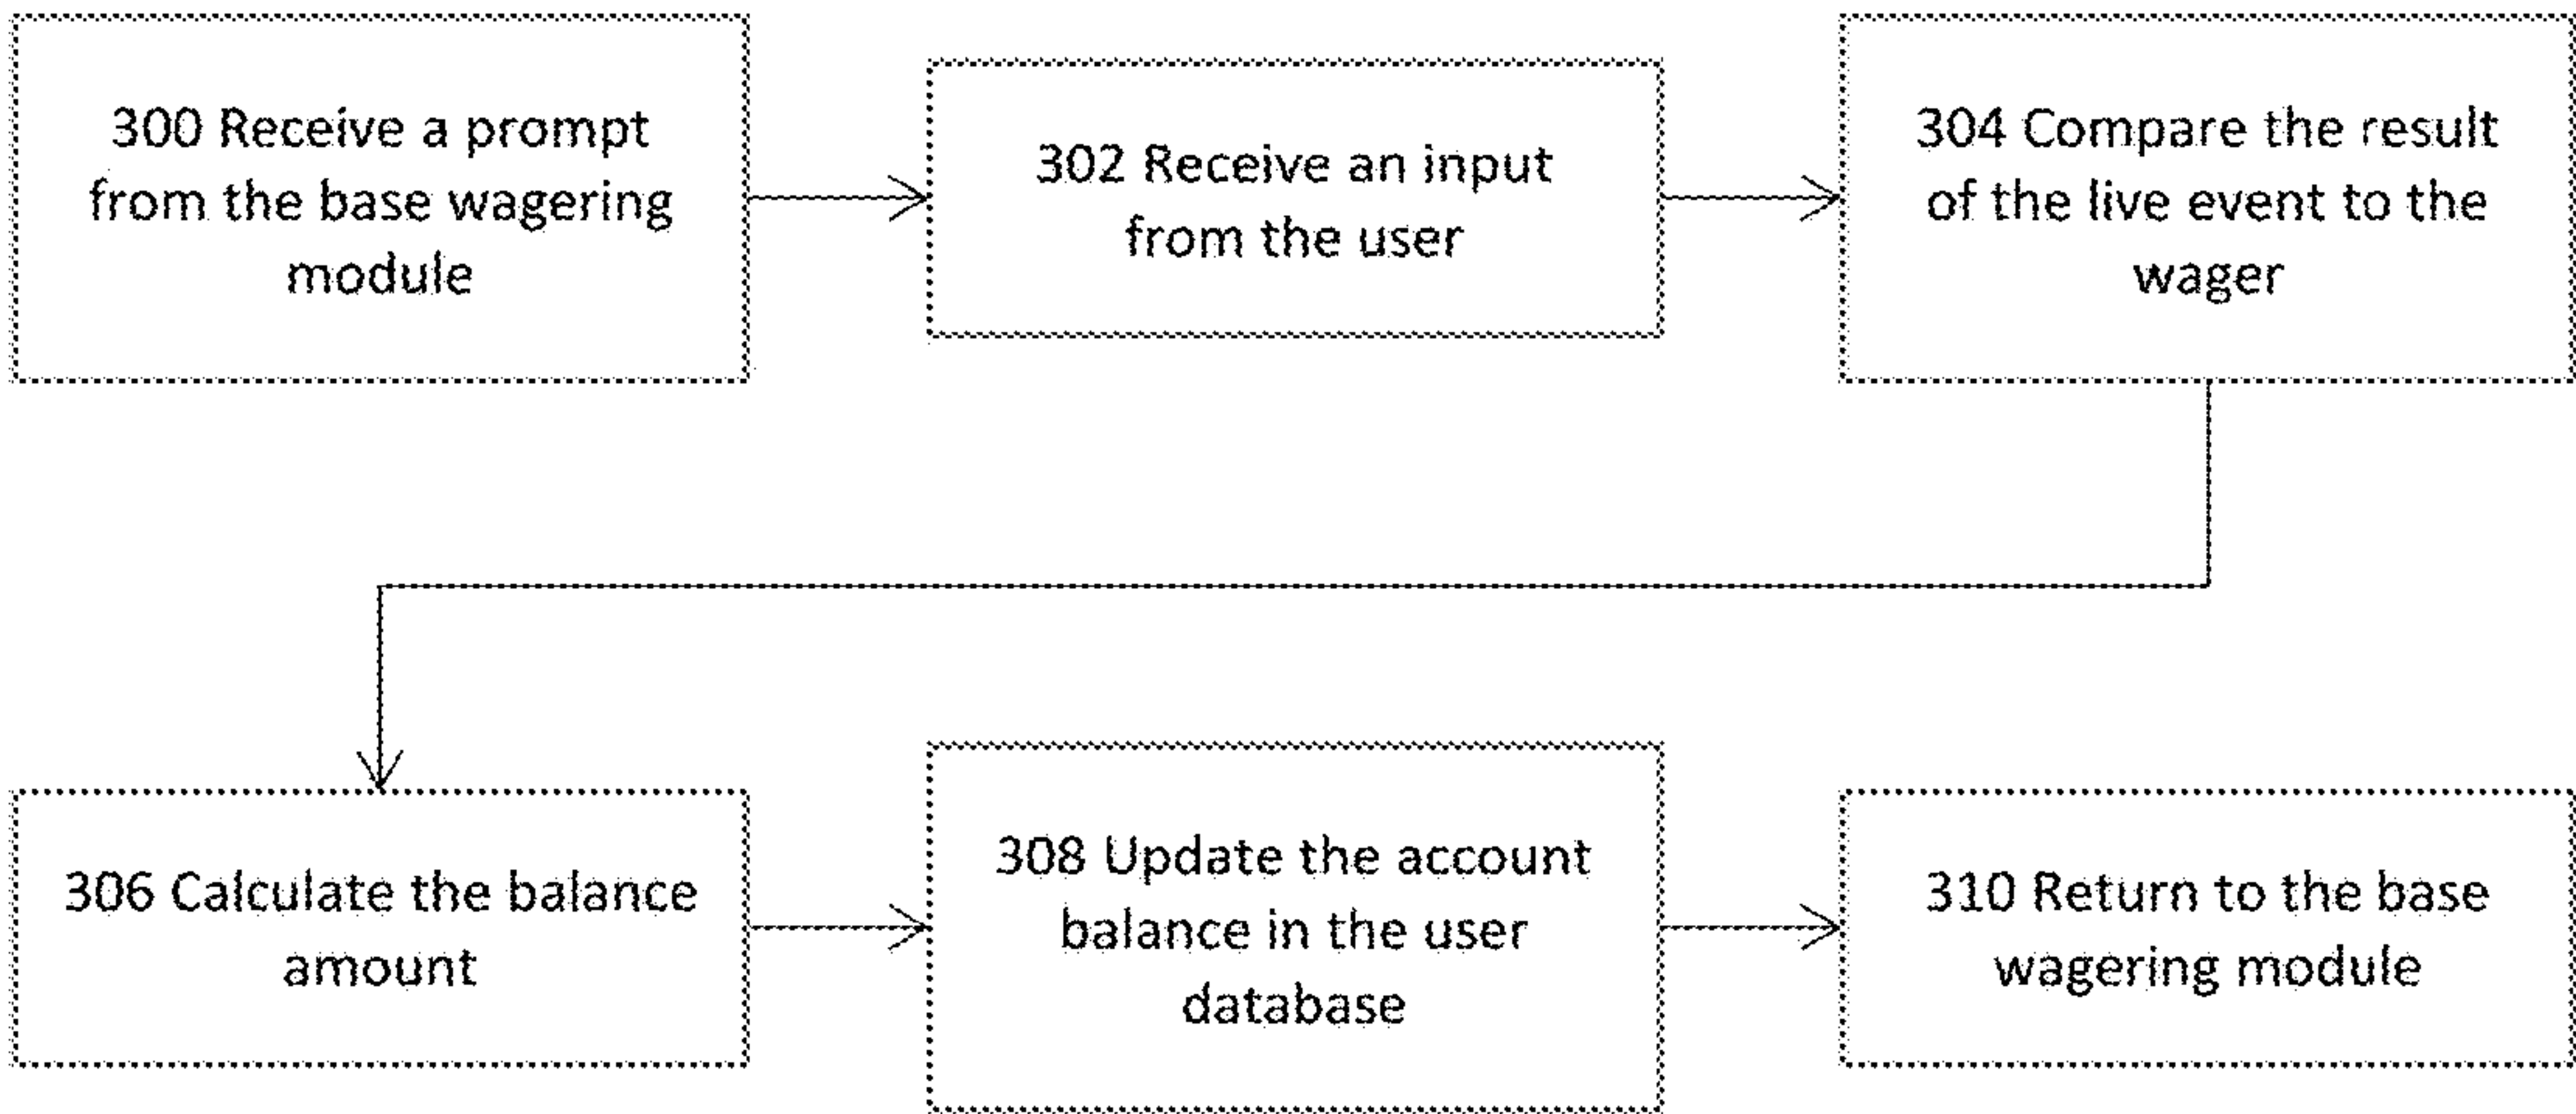 300 Receive a prompt
from the base wagering
module
302 Receive an input
from the user
304 Compare the result
of the live event to the
wager
306 Calculate the balance
amount
308 Update the account
balance in the user
database
310 Return to the base
wagering module